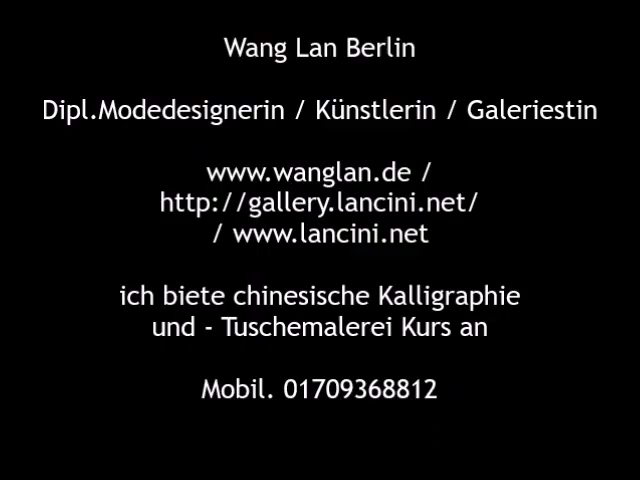 Wang Lan Berlin
Dipl.Modedesignerin / Künstlerin / Galeriestin
www.wanglan.de /
http://gallery.lancini.net/
/ www.lancini.net
ich biete chinesische Kalligraphie
und - Tuschemalerei Kurs an
Mobil. 01709368812